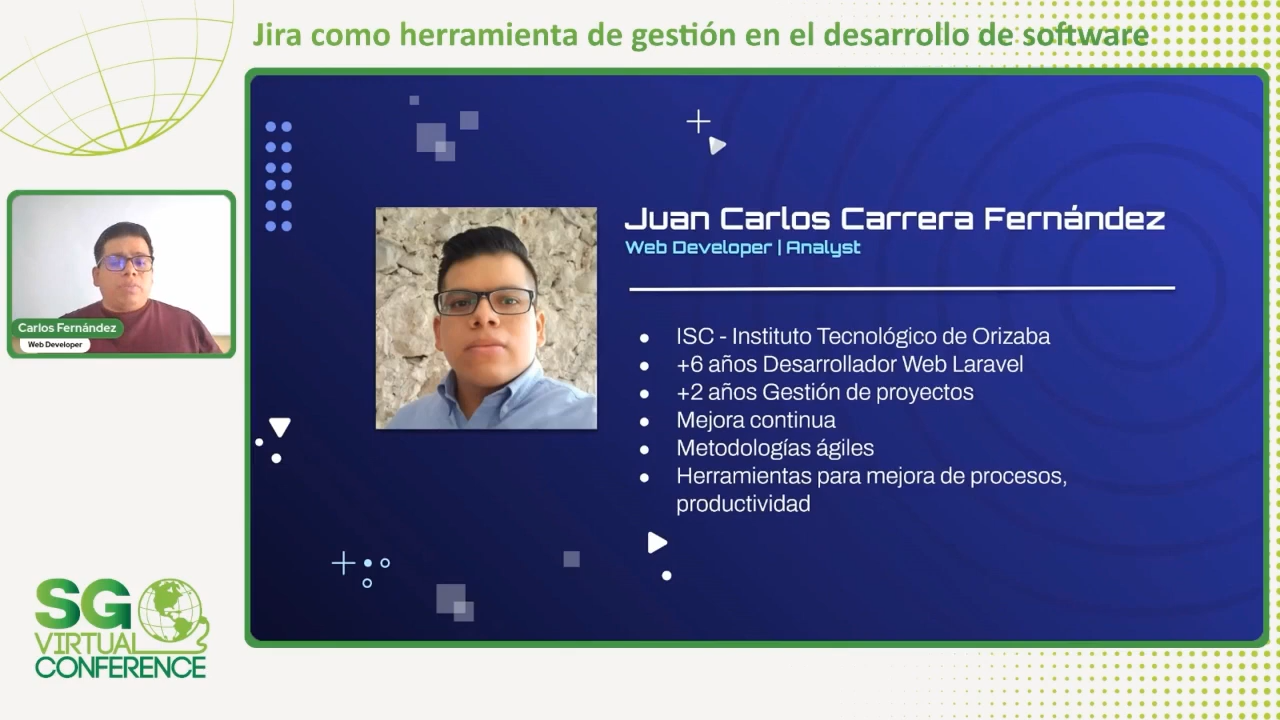 Jira como herramienta de gestión en el desarrollo de software
Juan Carlos Carrera Fernández
Web Developer | Analyst
Carlos Fernández
Web Developer
● ISC - Instituto Tecnológico de Orizaba
● +6 años Desarrollador Web Laravel
● +2 años Gestión de proyectos
● Mejora continua
● Metodologías ágiles
● Herramientas para mejora de procesos,
productividad
SG
VIRTUAL
CONFERENCE